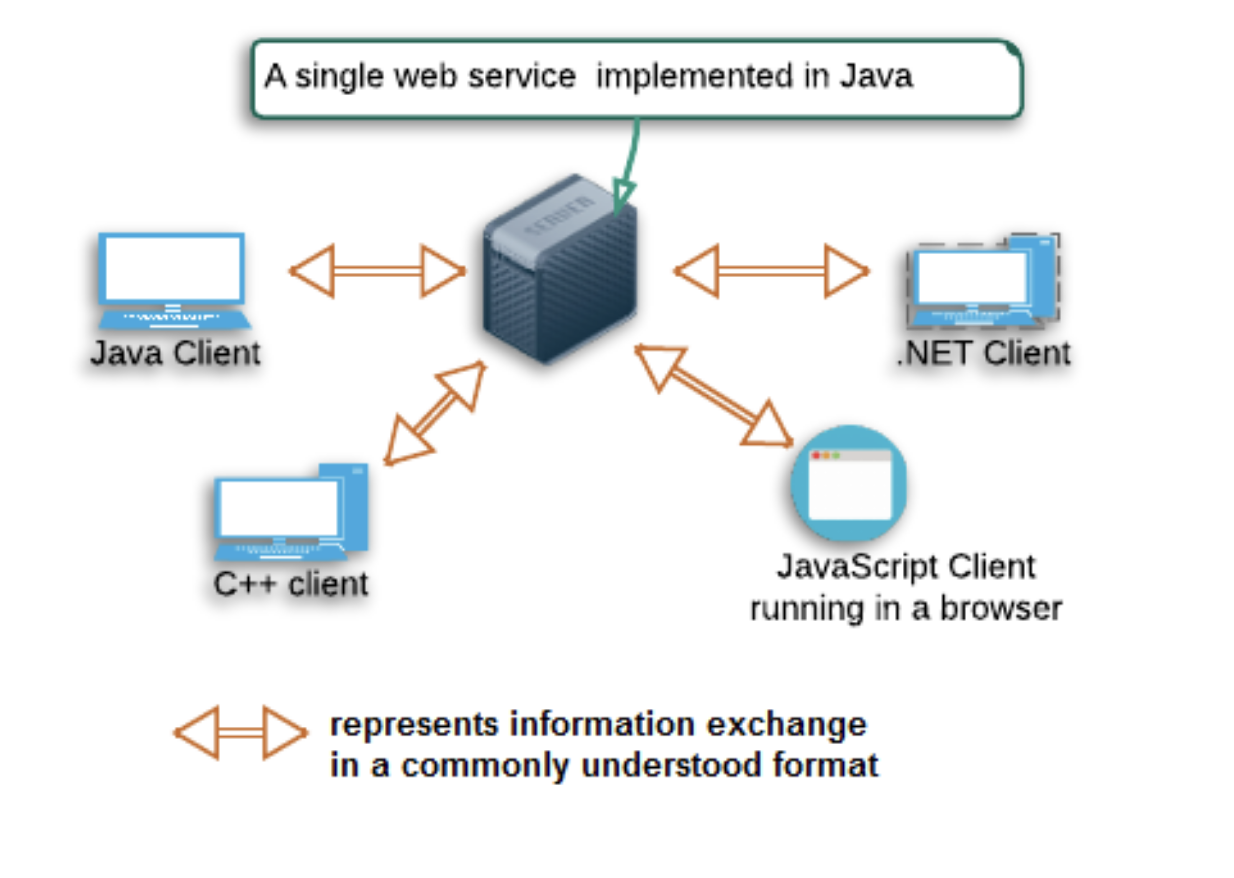 A single web service  implemented in Java
SERVER
Java Client
.NET Client
C++ client
JavaScript Client
running in a browser
represents information exchange
in a commonly understood format